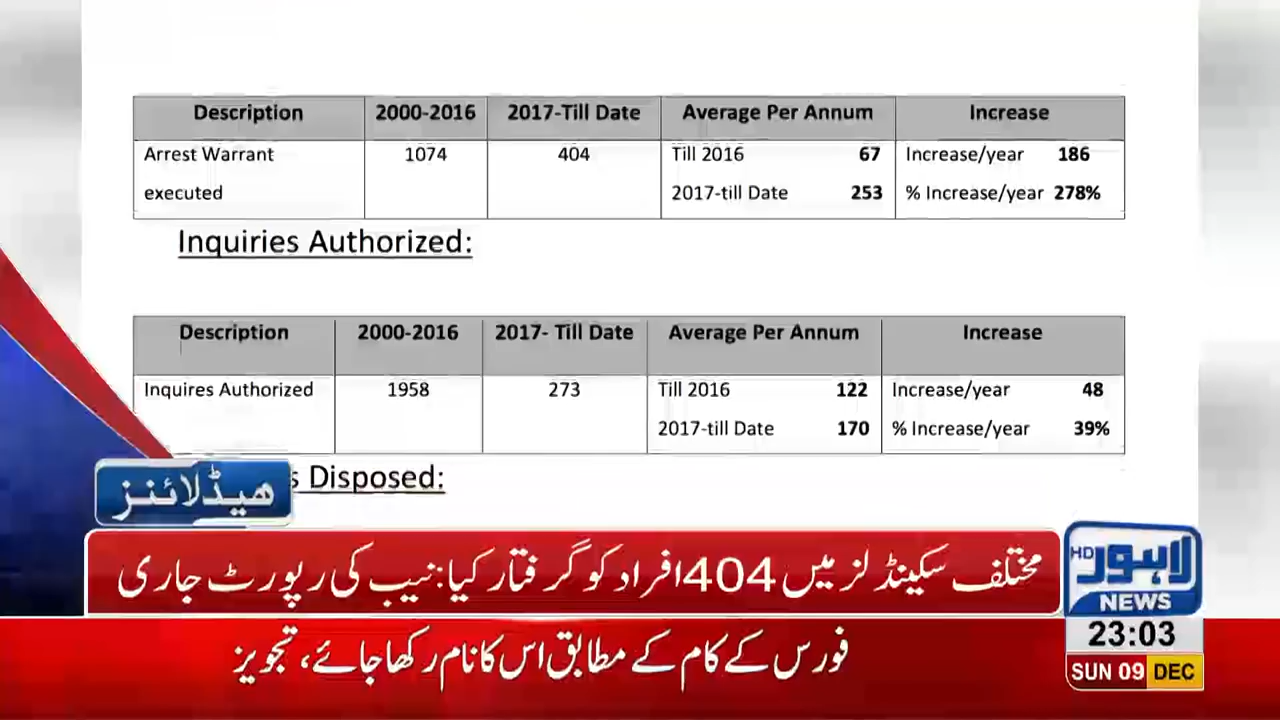 Description 2000-2016 2017-Till Date Average Per Annum Increase
Arrest Warrant 1074 404 Till 2016 67 Increase/year 186
executed 2017-till Date 253 % Increase/year 278%
Inquiries Authorized:
Description 2000-2016 2017- Till Date Average Per Annum Increase
Inquires Authorized 1958 273 Till 2016 122 Increase/year 48
2017-till Date 170 % Increase/year 39%
s Disposed:
ہیڈلائنز
مختلف سکینڈلز میں 404 افراد کو گرفتار کیا: نیب کی رپورٹ جاری
فورس کے کام کے مطابق اس کا نام رکھا جائے، تجویز
لاہور HD
NEWS
23:03
SUN 09 DEC